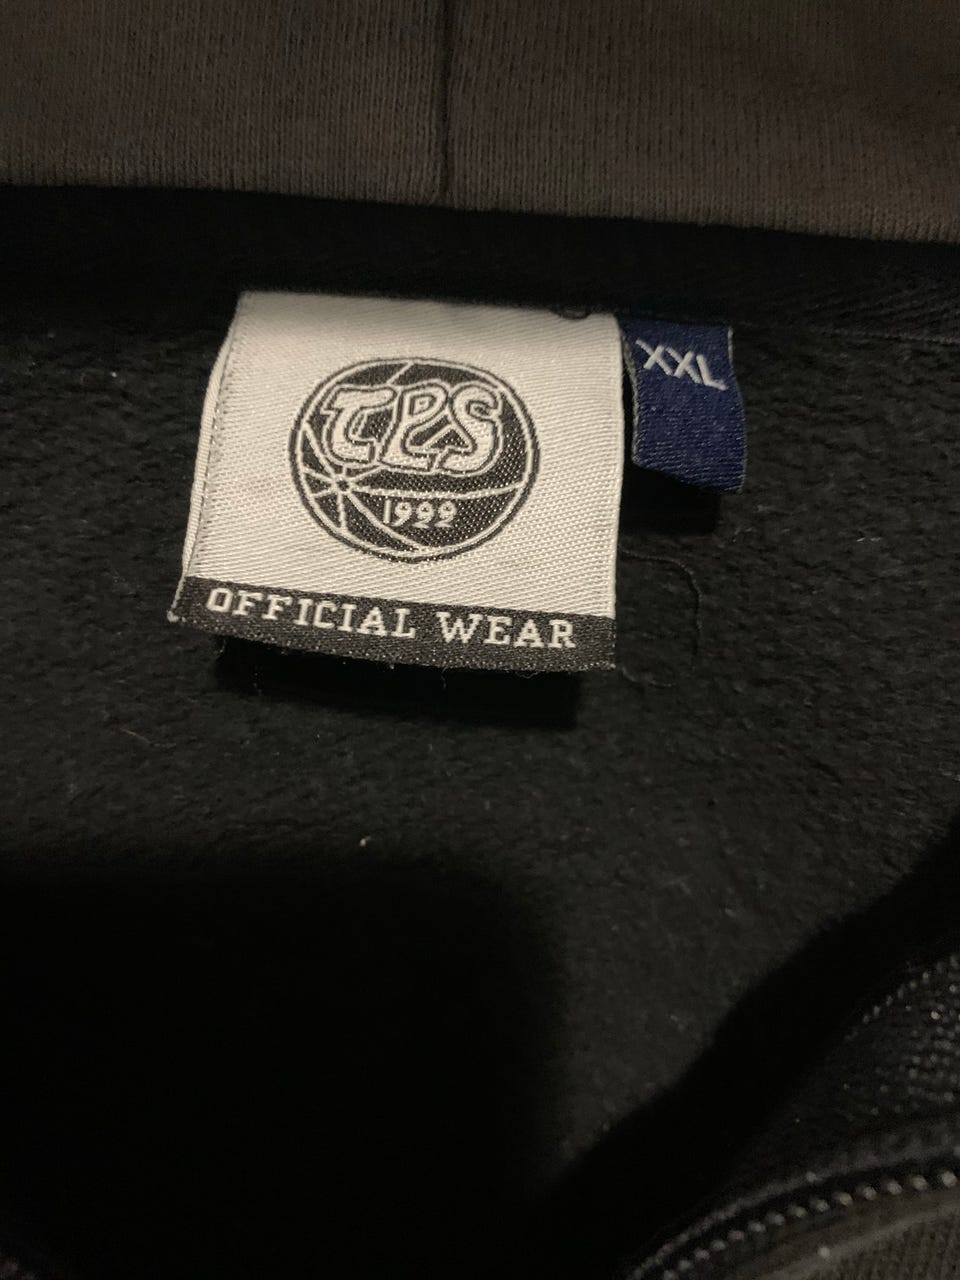 TPS
1922
XXL
OFFICIAL WEAR